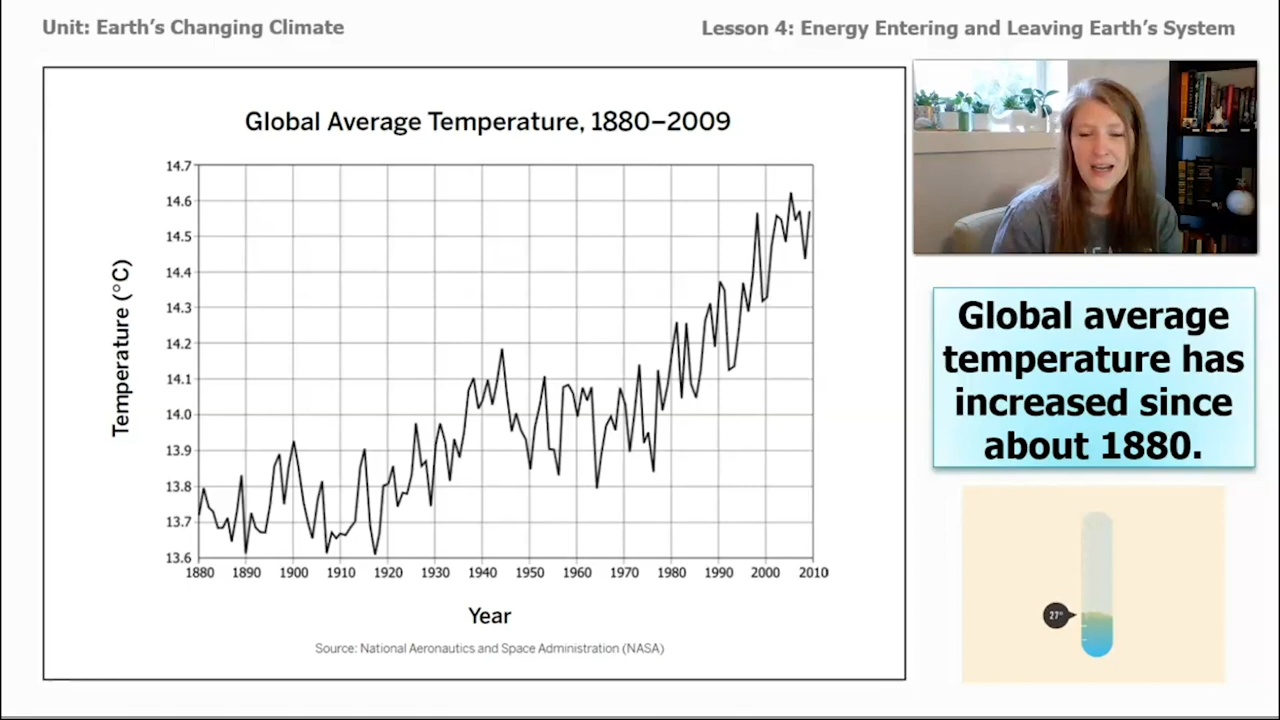 Unit: Earth's Changing Climate
Lesson 4: Energy Entering and Leaving Earth's System
Global Average Temperature, 1880–2009
Temperature (°C)
14.7
14.6
14.5
14.4
14.3
14.2
14.1
14.0
13.9
13.8
13.7
13.6
1880 1890 1900 1910 1920 1930 1940 1950 1960 1970 1980 1990 2000 2010
Year
Source: National Aeronautics and Space Administration (NASA)
Global average
temperature has
increased since
about 1880.
27°